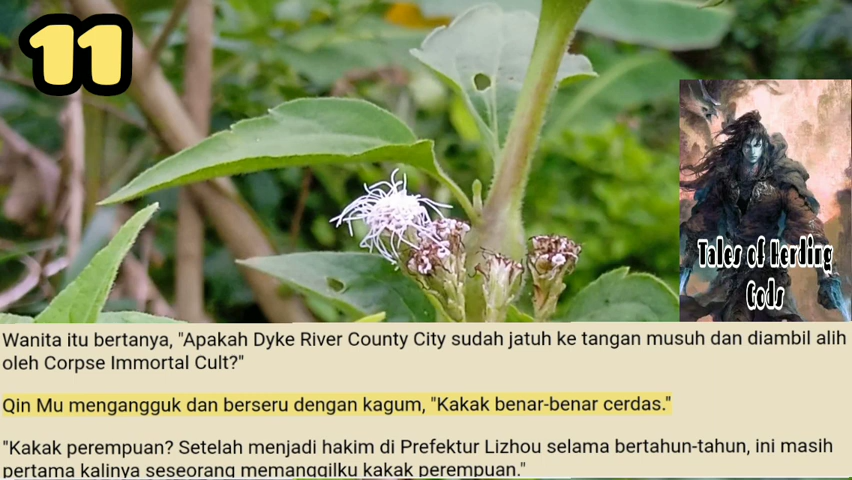 11
Tales of Herding
Gods
Wanita itu bertanya, "Apakah Dyke River County City sudah jatuh ke tangan musuh dan diambil alih
oleh Corpse Immortal Cult?"
Qin Mu mengangguk dan berseru dengan kagum, "Kakak benar-benar cerdas."
"Kakak perempuan? Setelah menjadi hakim di Prefektur Lizhou selama bertahun-tahun, ini masih
pertama kalinya seseorang memanggilku kakak perempuan."